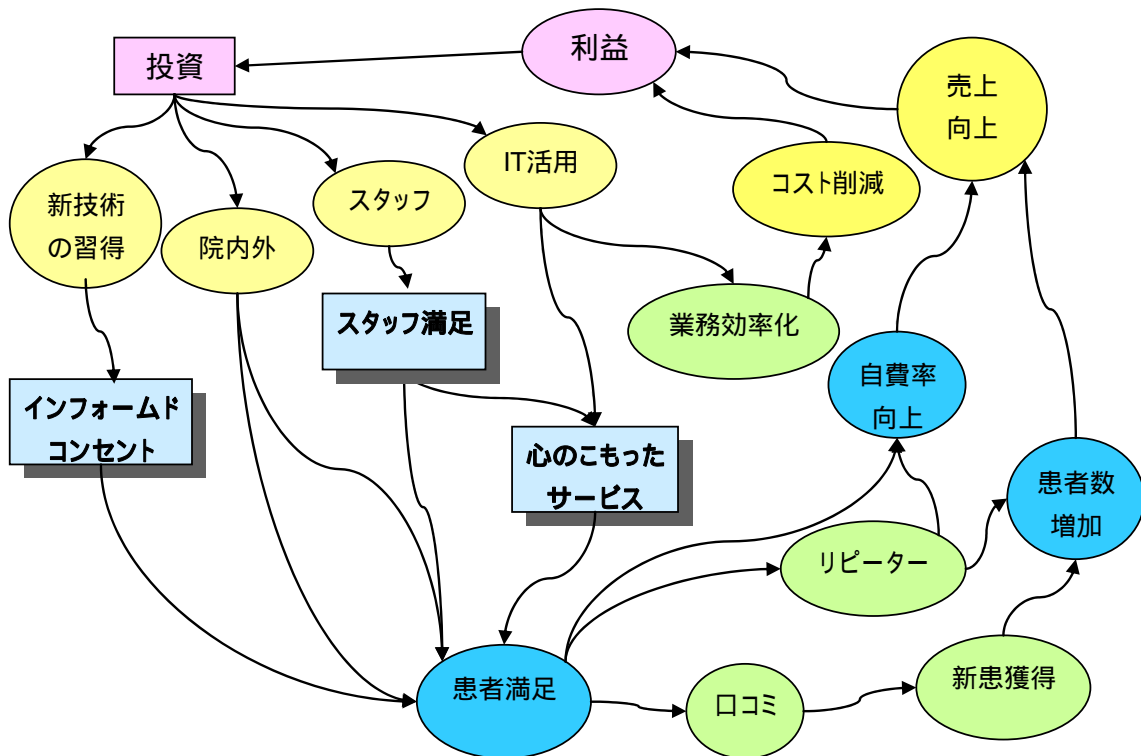 投資
利益
売上
向上
新技術
の習得
院内外
スタッフ
IT活用
コスト削減
スタッフ満足
業務効率化
自費率
向上
インフォームド
コンセント
心のこもった
サービス
患者数
増加
リピーター
患者満足
口コミ
新患獲得